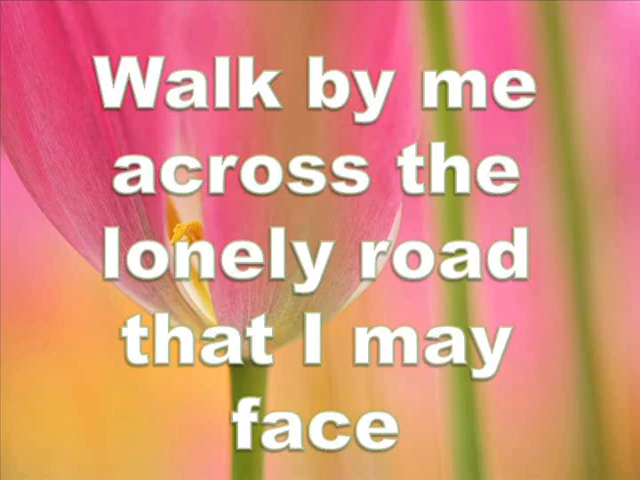 Walk by me
across the
lonely road
that I may
face